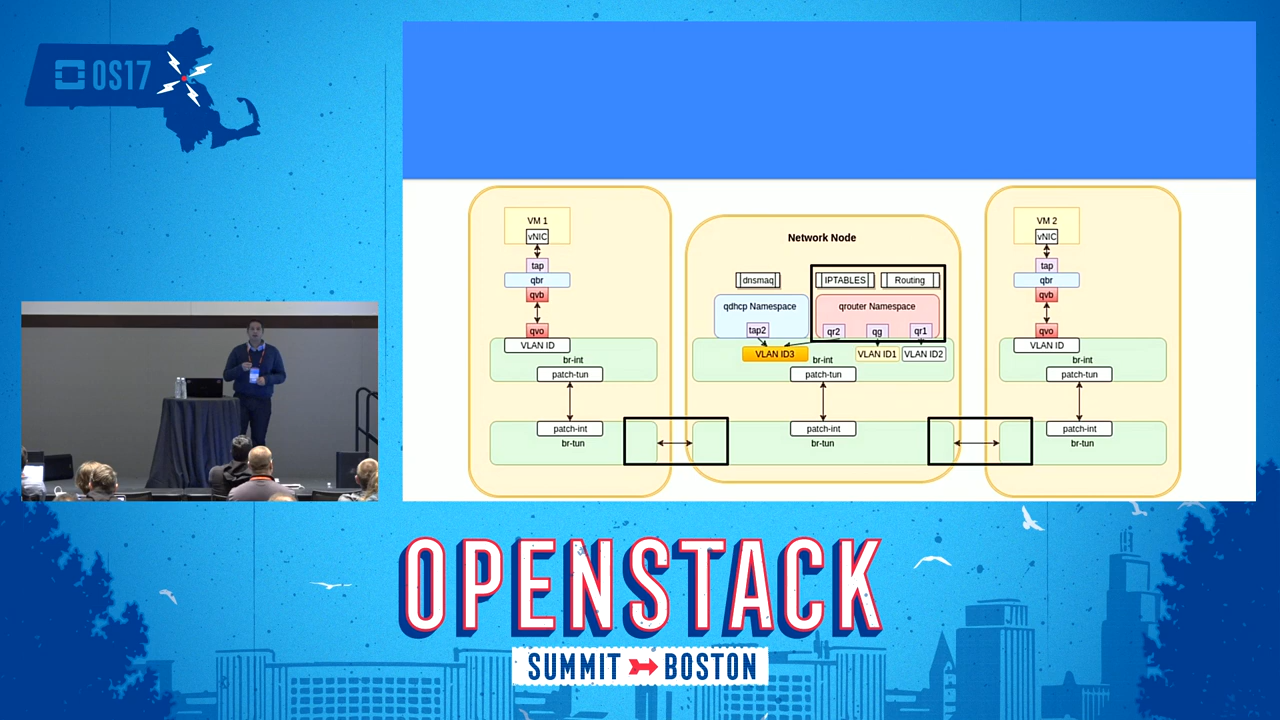 OS17
VM 1
vNIC
tap
qbr
qvb
qvo
VLAN ID
br-int
patch-tun
patch-int
br-tun
Network Node
dnsmaq
IPTABLES
Routing
qdhcp Namespace
qrouter Namespace
tap2
qr2
qg
qr1
VLAN ID3
br-int
VLAN ID1
VLAN ID2
patch-tun
patch-int
br-tun
VM 2
vNIC
tap
qbr
qvb
qvo
VLAN ID
br-int
patch-tun
patch-int
br-tun
OPENSTACK
SUMMIT BOSTON